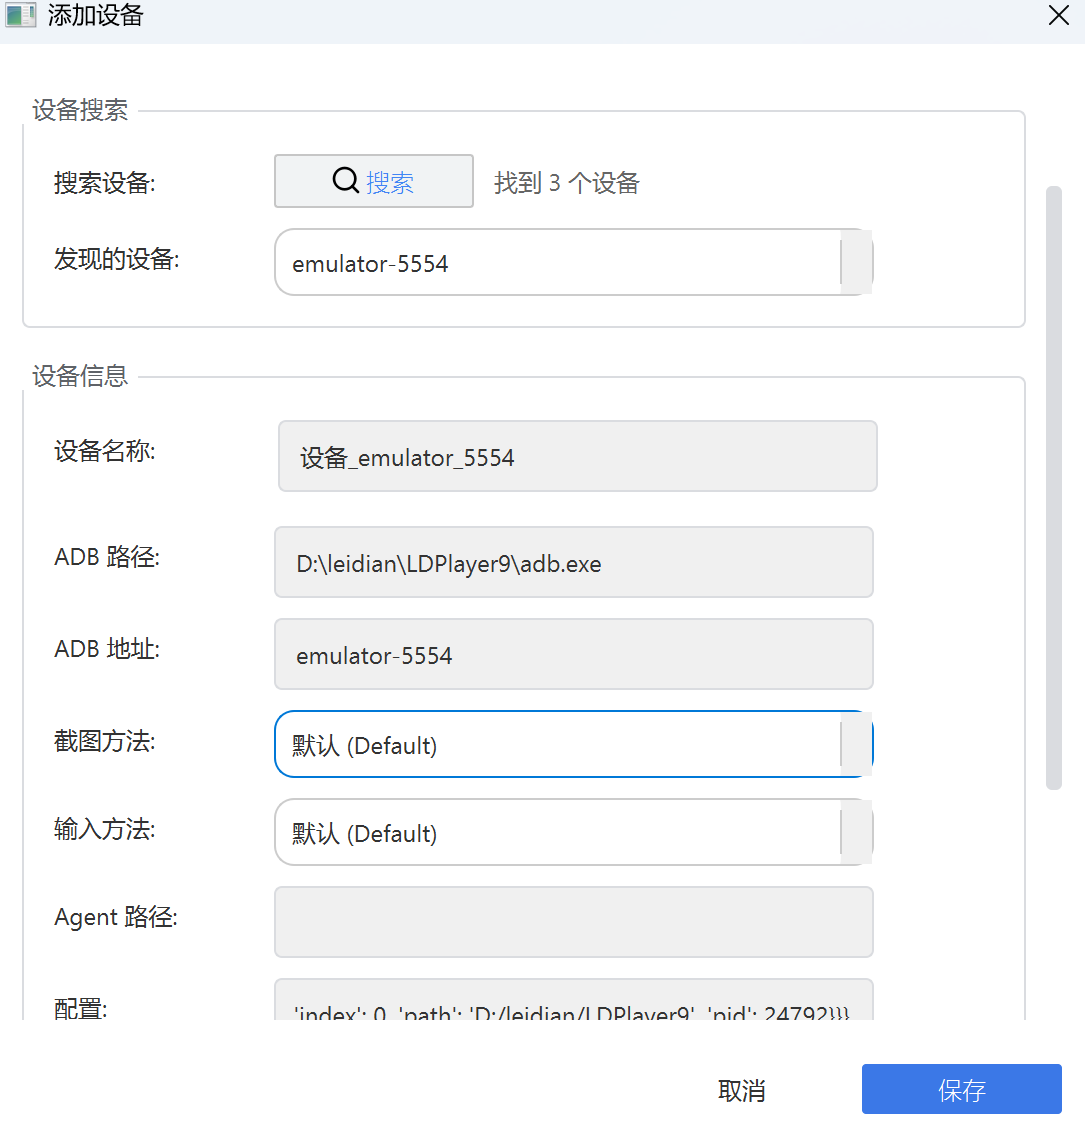 添加设备
设备搜索
搜索设备:
搜索
找到 3 个设备
发现的设备:
emulator-5554
设备信息
设备名称:
设备_emulator_5554
ADB 路径:
D:\leidian\LDPlayer9\adb.exe
ADB 地址:
emulator-5554
截图方法:
默认 (Default)
输入方法:
默认 (Default)
Agent 路径:
配置:
'index': 0, 'path': 'D:/leidian/LDPlayer9', 'pid': 24792}}}
取消
保存